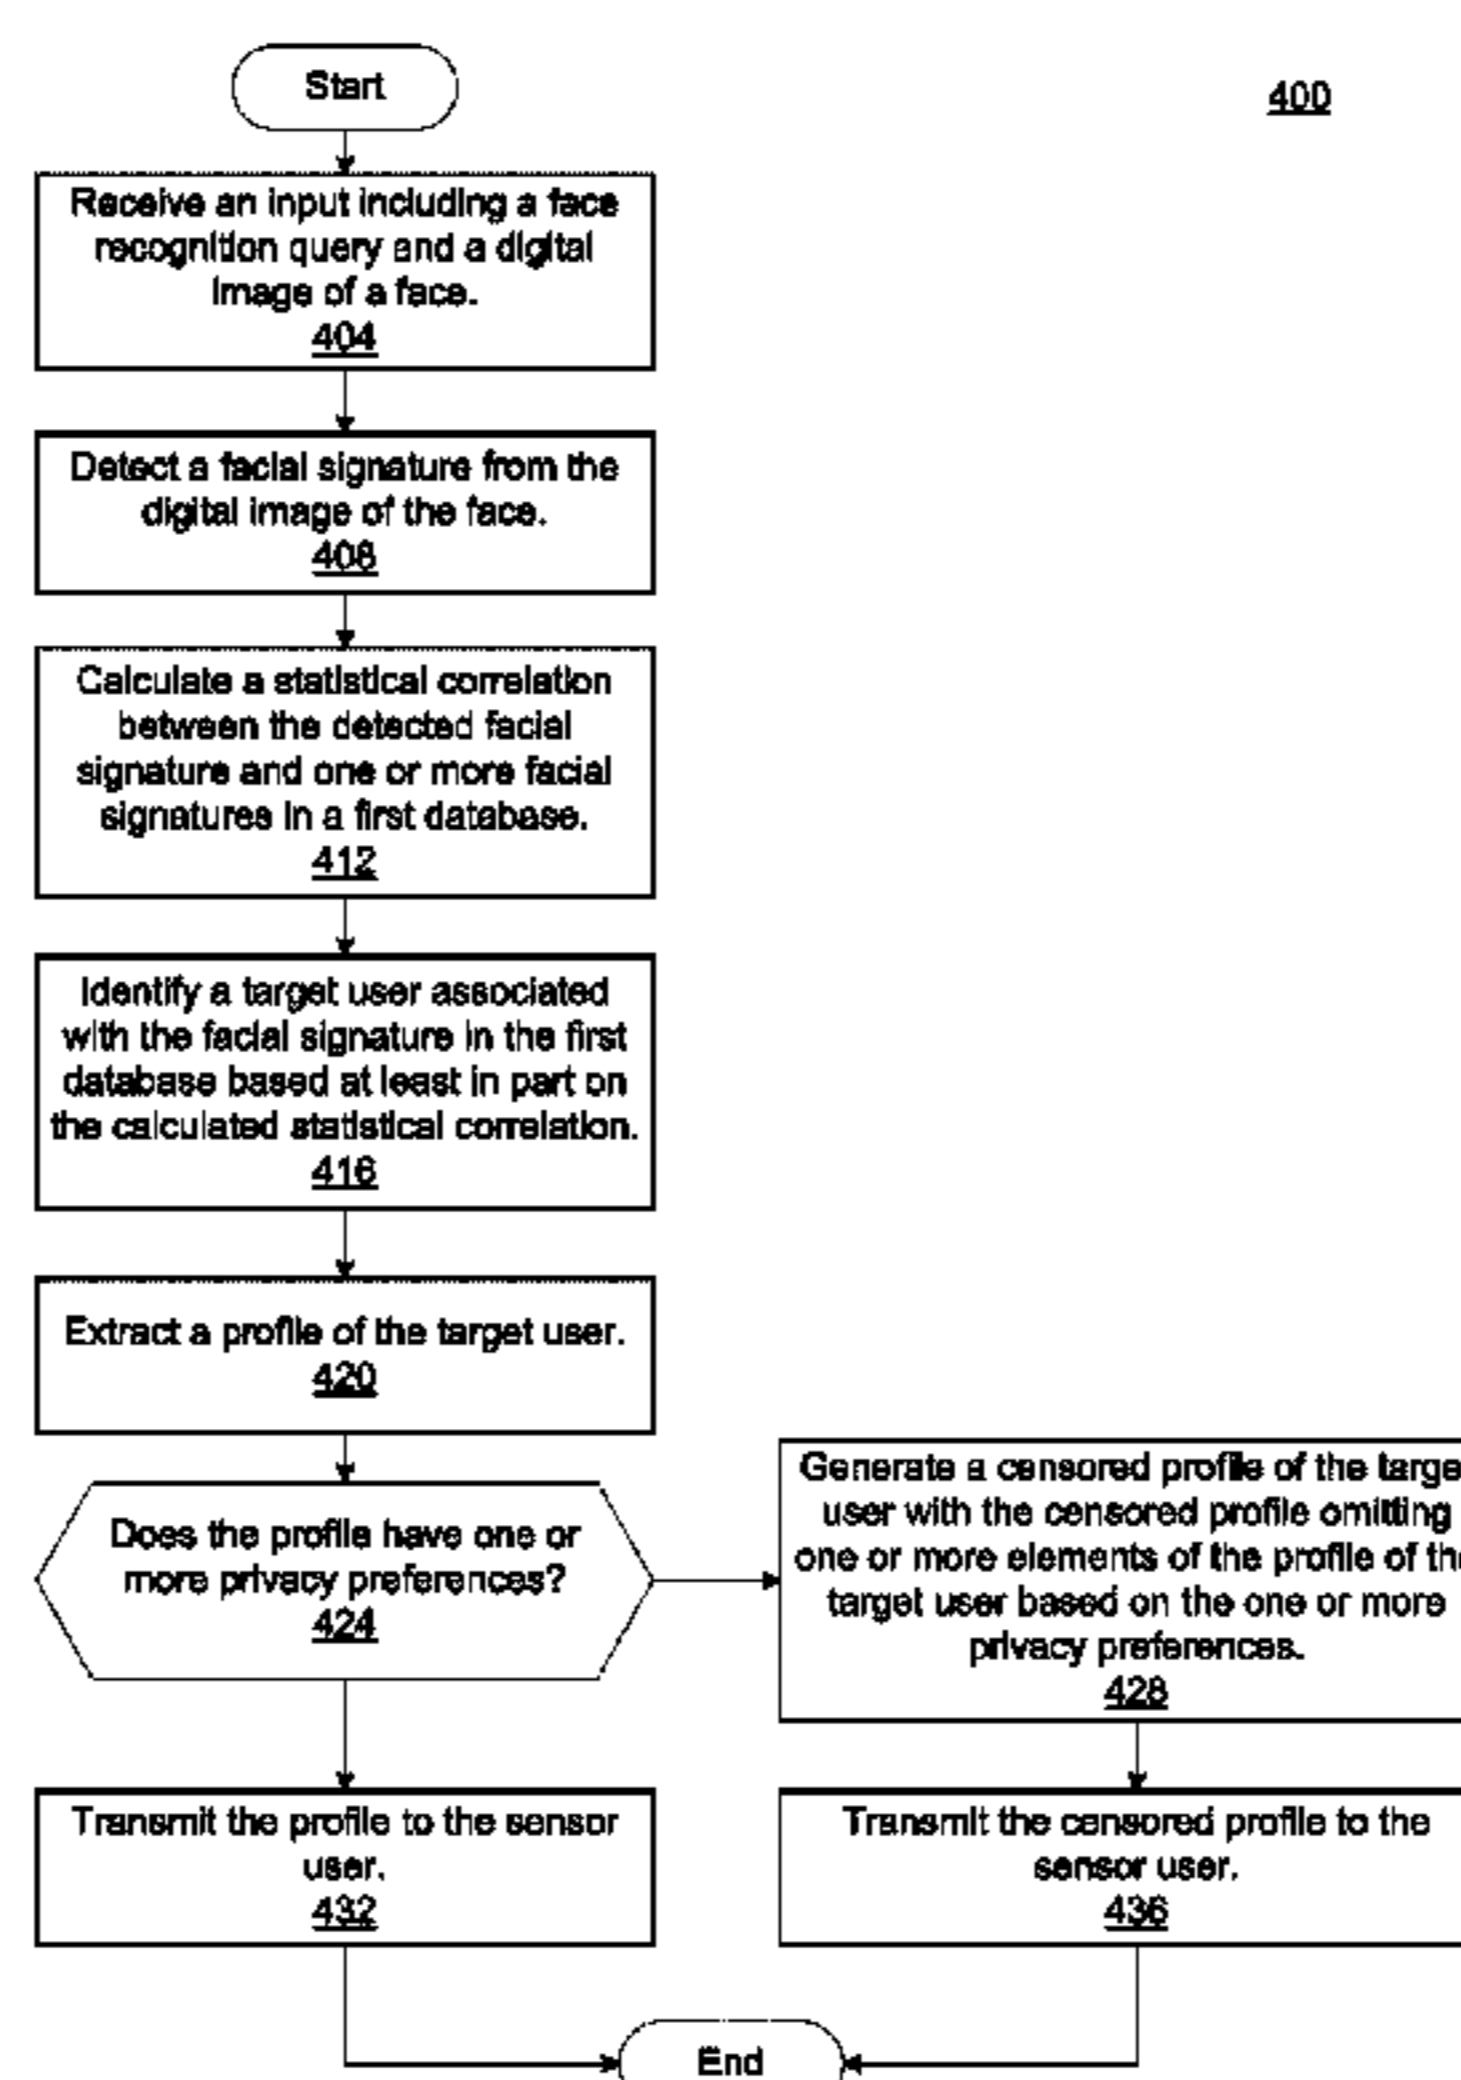 Start
400
Receive an input including a face
recognition query and a digital
image of a face.
404
Detect a facial signature from the
digital image of the face.
408
Calculate a statistical correlation
between the detected facial
signature and one or more facial
signatures in a first database.
412
Identify a target user associated
with the facial signature in the first
database based at least in part on
the calculated statistical correlation.
416
Extract a profile of the target user.
420
Does the profile have one or
more privacy preferences?
424
Generate a censored profile of the targe
user with the censored profile omitting
one or more elements of the profile of th
target user based on the one or more
privacy preferences.
428
Transmit the profile to the sensor
user.
432
Transmit the censored profile to the
sensor user.
436
End